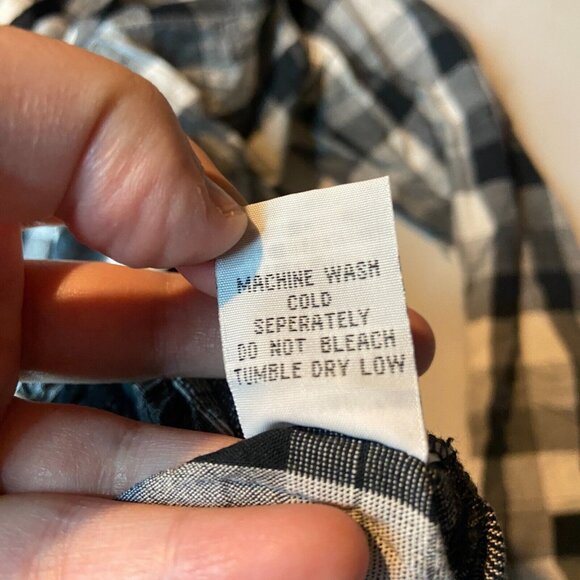 MACHINE WASH
COLD
SEPERATELY
DO NOT BLEACH
TUMBLE DRY LOW